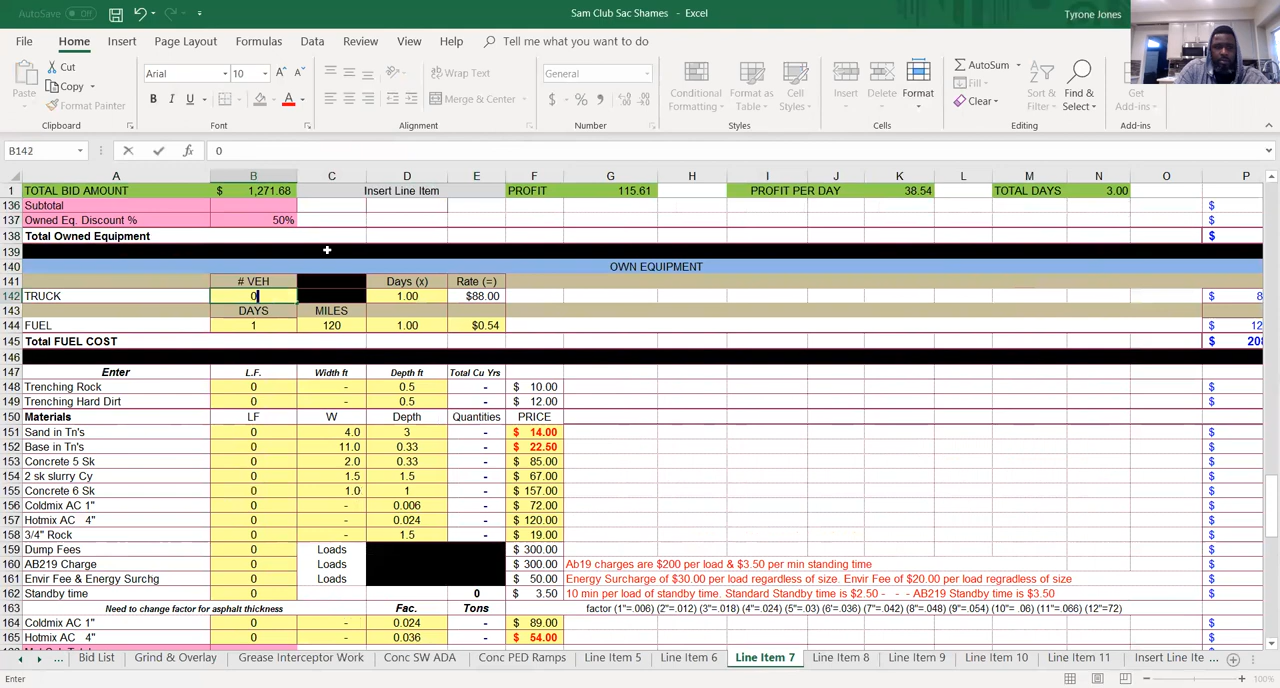 AutoSave Off Sam Club Sac Shames - Excel Tyrone Jones
File Home Insert Page Layout Formulas Data Review View Help Tell me what you want to do
Paste Cut Copy Format Painter Clipboard
Arial 10 A A B I U A Font
Wrap Text Merge & Center Alignment
General $ % , Number
Conditional Formatting Format as Table Cell Styles Styles
Insert Delete Format Cells
AutoSum Fill Clear Sort & Filter Find & Select Editing
Get Add-ins Add-ins
B142 fx 0
A B C D E F G H I J K L M N O P
1 TOTAL BID AMOUNT $ 1,271.68 Insert Line Item PROFIT 115.61 PROFIT PER DAY 38.54 TOTAL DAYS 3.00
136 Subtotal $
137 Owned Eq. Discount % 50% $
138 Total Owned Equipment $
139
140 OWN EQUIPMENT
141 # VEH Days (x) Rate (=)
142 TRUCK 0 1.00 $88.00 $ 8
143 DAYS MILES
144 FUEL 1 120 1.00 $0.54 $ 12
145 Total FUEL COST $ 208
146
147 Enter L.F. Width ft Depth ft Total Cu Yrs
148 Trenching Rock 0 - 0.5 - $ 10.00 $
149 Trenching Hard Dirt 0 - 0.5 - $ 12.00 $
150 Materials LF W Depth Quantities PRICE
151 Sand in Tn's 0 4.0 3 - $ 14.00 $
152 Base in Tn's 0 11.0 0.33 - $ 22.50 $
153 Concrete 5 Sk 0 2.0 0.33 - $ 85.00 $
154 2 sk slurry Cy 0 1.5 1.5 - $ 67.00 $
155 Concrete 6 Sk 0 1.0 1 - $ 157.00 $
156 Coldmix AC 1" 0 - 0.006 - $ 72.00 $
157 Hotmix AC 4" 0 - 0.024 - $ 120.00 $
158 3/4" Rock 0 - 1.5 - $ 19.00 $
159 Dump Fees 0 Loads $ 300.00 $
160 AB219 Charge 0 Loads $ 300.00 Ab19 charges are $200 per load & $3.50 per min standing time $
161 Envir Fee & Energy Surchg 0 Loads $ 50.00 Energy Surcharge of $30.00 per load regardless of size. Envir Fee of $20.00 per load regradless of size $
162 Standby time 0 0 $ 3.50 10 min per load of standby time. Standard Standby time is $2.50 - - - AB219 Standby time is $3.50 $
163 Need to change factor for asphalt thickness Fac. Tons factor (1"=.006) (2"=.012) (3"=.018) (4"=.024) (5"=.03) (6"=.036) (7"=.042) (8"=.048) (9"=.054) (10"= .06) (11"=.066) (12"=72)
164 Coldmix AC 1" 0 - 0.024 - $ 89.00 $
165 Hotmix AC 4" 0 - 0.036 - $ 54.00 $
... Bid List Grind & Overlay Grease Interceptor Work Conc SW ADA Conc PED Ramps Line Item 5 Line Item 6 Line Item 7 Line Item 8 Line Item 9 Line Item 10 Line Item 11 Insert Line Ite ...
Enter 100%